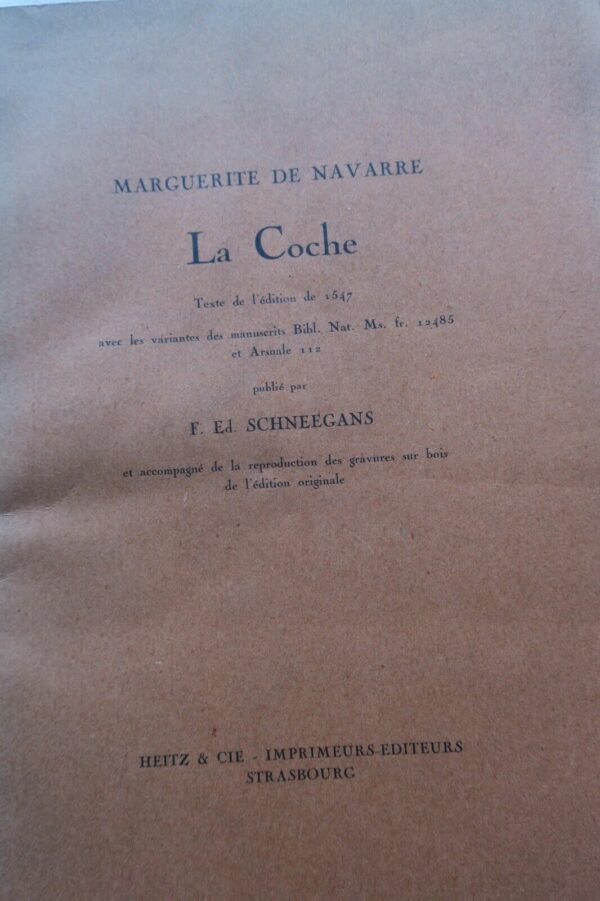 MARGUERITE DE NAVARRE
La Coche
Texte de l'édition de 1547
avec les variantes des manuscrits Bibl. Nat. Ms. fr. 12485
et Arsnale 112
publié par
F. Ed. SCHNEEGANS
et accompagné de la reproduction des gravures sur bois
de l'édition originale
HEITZ & CIE - IMPRIMEURS-EDITEURS
STRASBOURG